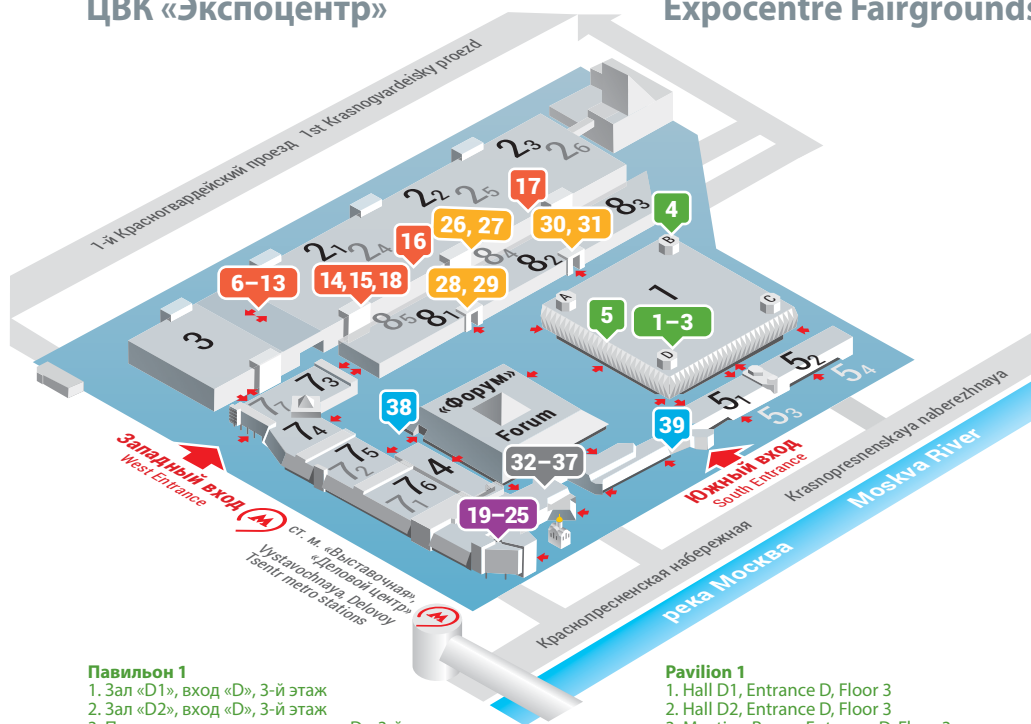 ЦВК «Экспоцентр»
Expocentre Fairgrounds
1-й Красногвардейский проезд 1st Krasnogvardeisky proezd
2₃ 2₆
2₂ 2₅
17
8₃
4
B
26, 27
30, 31
2₁ 2₄
16
8₄ 8₂
6–13
14, 15, 18
28, 29
A
1
C
5
1–3
D
8₅ 8₁
3
5₂ 5₄
7₃
7₇
38
«Форум»
Forum
5₁ 5₃
39
7₄
7₅
7₂
4
7₆
7₁
32–37
19–25
Западный вход
West Entrance
Южный вход
South Entrance
ст. м. «Выставочная»,
«Деловой центр»
Vystavochnaya, Delovoy
Tsentr metro stations
Краснопресненская набережная Krasnopresnenskaya naberezhnaya
река Москва Moskva River
Павильон 1
1. Зал «D1», вход «D», 3-й этаж
2. Зал «D2», вход «D», 3-й этаж
Pavilion 1
1. Hall D1, Entrance D, Floor 3
2. Hall D2, Entrance D, Floor 3